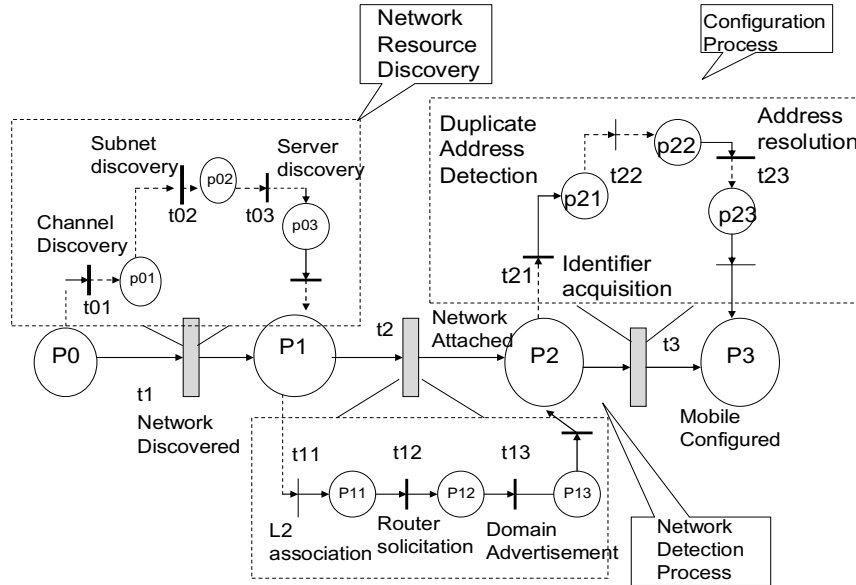 Network
Resource
Discovery
Configuration
Process
Subnet
discovery
Server
discovery
Duplicate
Address
Detection
Address
resolution
p02
t02
t03
p03
Channel
Discovery
p01
t01
p21
t22
p22
t23
p23
t21
Identifier
acquisition
P0
t1
Network
Discovered
P1
t2
Network
Attached
P2
t3
P3
Mobile
Configured
t11
t12
t13
P11
P12
P13
L2
association
Router
solicitation
Domain
Advertisement
Network
Detection
Process